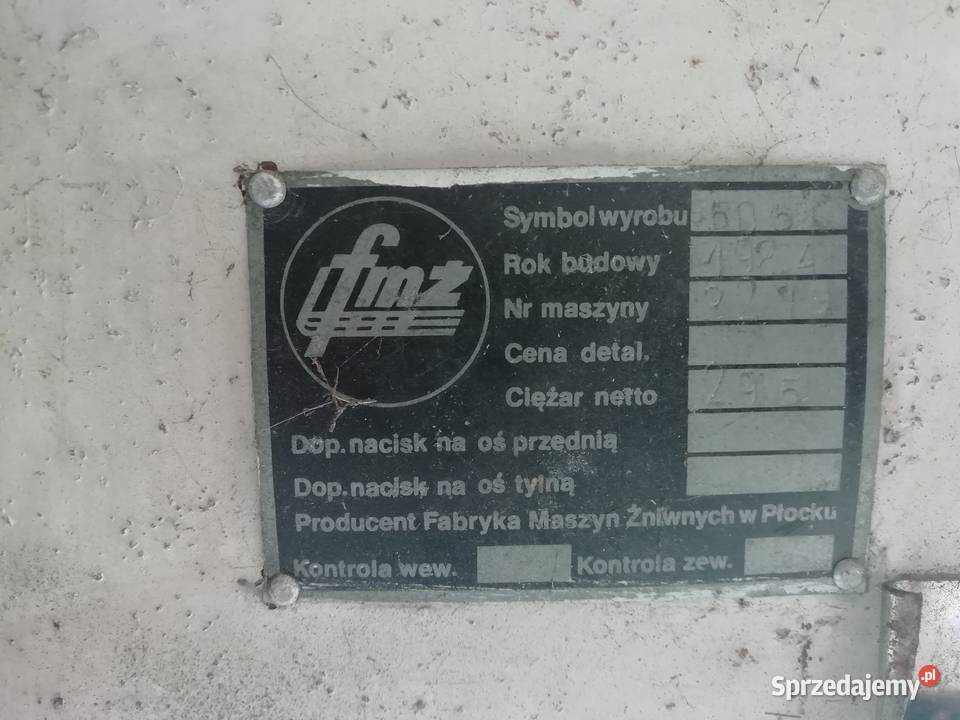 fmż
Symbol wyrobu
Rok budowy 1984
Nr maszyny
Cena detal.
Ciężar netto
Dop. nacisk na oś przednią
Dop. nacisk na oś tylną
Producent Fabryka Maszyn Żniwnych w Płocku
Kontrola wew. Kontrola zew.
Sprzedajemy.pl